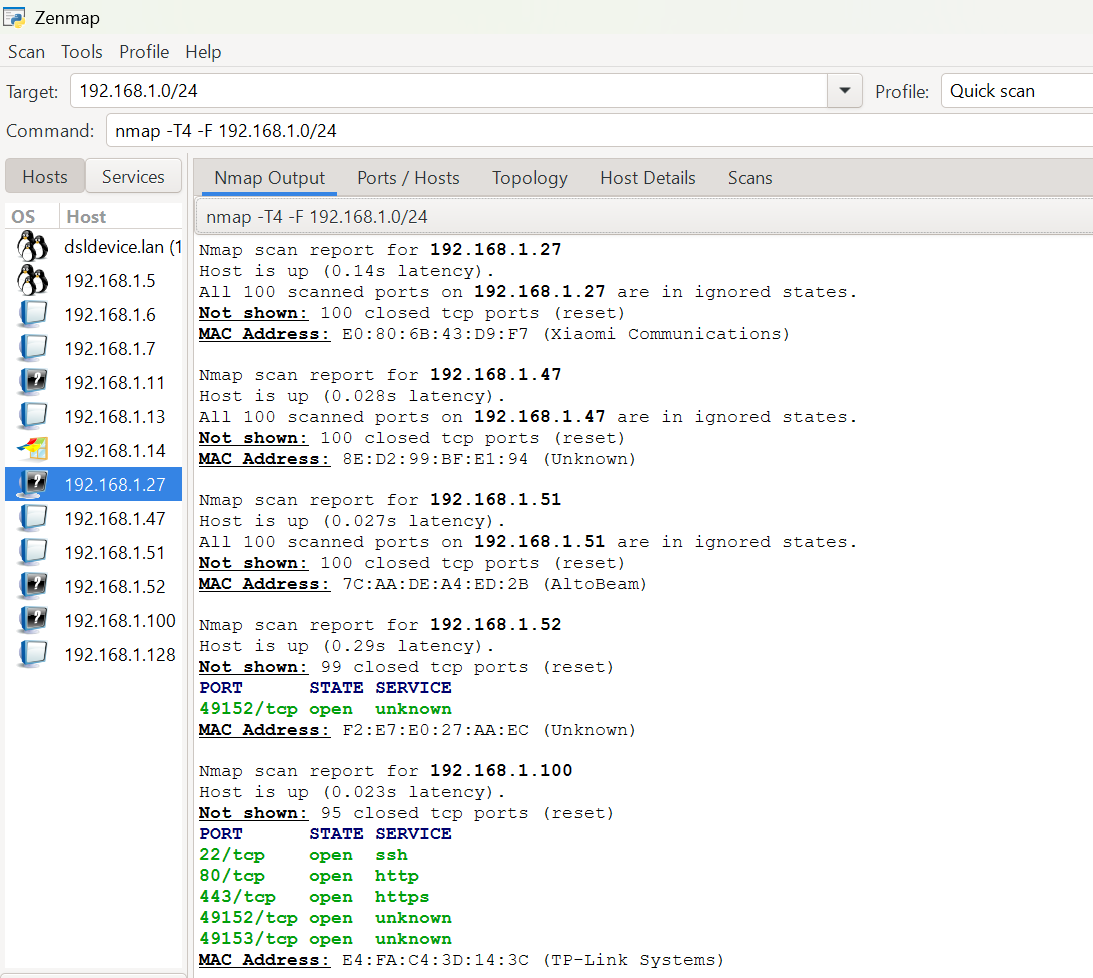 Zenmap
Scan Tools Profile Help
Target: 192.168.1.0/24 Profile: Quick scan
Command: nmap -T4 -F 192.168.1.0/24
Hosts Services
OS Host
dsldevice.lan (1
192.168.1.5
192.168.1.6
192.168.1.7
192.168.1.11
192.168.1.13
192.168.1.14
192.168.1.27
192.168.1.47
192.168.1.51
192.168.1.52
192.168.1.100
192.168.1.128
Nmap Output Ports / Hosts Topology Host Details Scans
nmap -T4 -F 192.168.1.0/24
Nmap scan report for 192.168.1.27
Host is up (0.14s latency).
All 100 scanned ports on 192.168.1.27 are in ignored states.
Not shown: 100 closed tcp ports (reset)
MAC Address: E0:80:6B:43:D9:F7 (Xiaomi Communications)
Nmap scan report for 192.168.1.47
Host is up (0.028s latency).
All 100 scanned ports on 192.168.1.47 are in ignored states.
Not shown: 100 closed tcp ports (reset)
MAC Address: 8E:D2:99:BF:E1:94 (Unknown)
Nmap scan report for 192.168.1.51
Host is up (0.027s latency).
All 100 scanned ports on 192.168.1.51 are in ignored states.
Not shown: 100 closed tcp ports (reset)
MAC Address: 7C:AA:DE:A4:ED:2B (AltoBeam)
Nmap scan report for 192.168.1.52
Host is up (0.29s latency).
Not shown: 99 closed tcp ports (reset)
PORT STATE SERVICE
49152/tcp open unknown
MAC Address: F2:E7:E0:27:AA:EC (Unknown)
Nmap scan report for 192.168.1.100
Host is up (0.023s latency).
Not shown: 95 closed tcp ports (reset)
PORT STATE SERVICE
22/tcp open ssh
80/tcp open http
443/tcp open https
49152/tcp open unknown
49153/tcp open unknown
MAC Address: E4:FA:C4:3D:14:3C (TP-Link Systems)